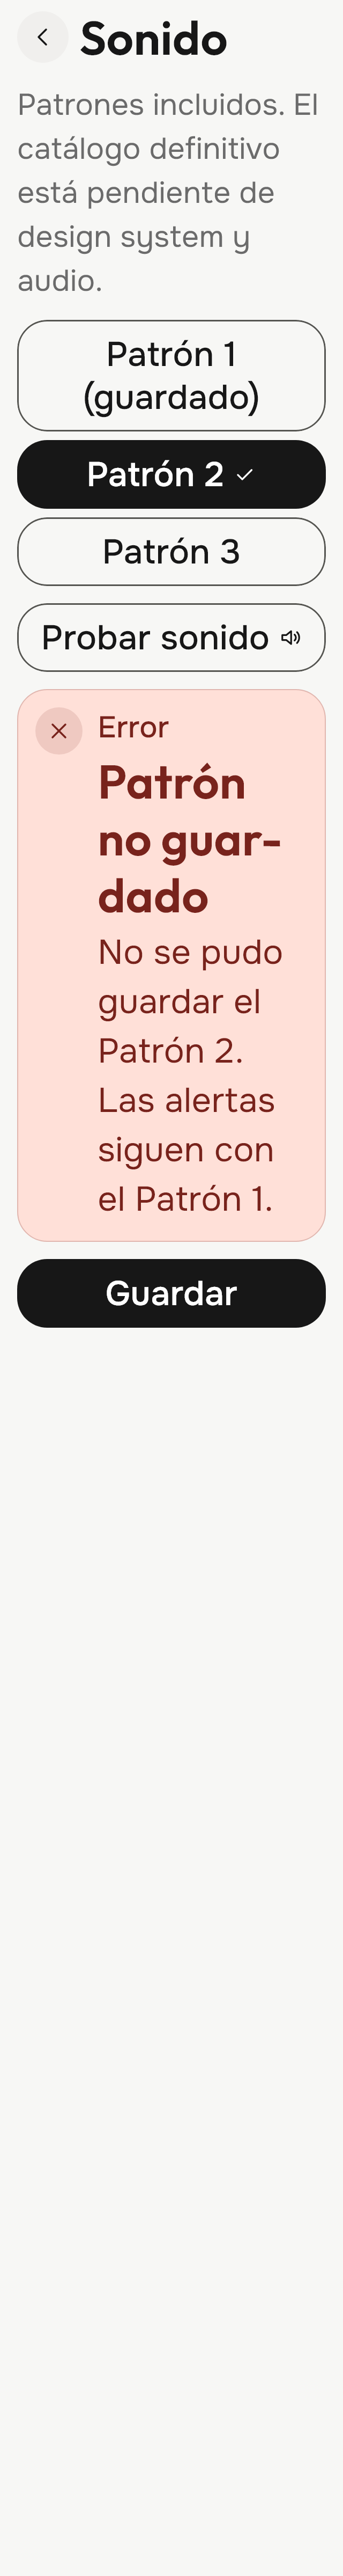 Sonido
Patrones incluidos. El
catálogo definitivo
está pendiente de
design system y
audio.
Patrón 1
(guardado)
Patrón 2
Patrón 3
Probar sonido
Error
Patrón
no guar-
dado
No se pudo
guardar el
Patrón 2.
Las alertas
siguen con
el Patrón 1.
Guardar